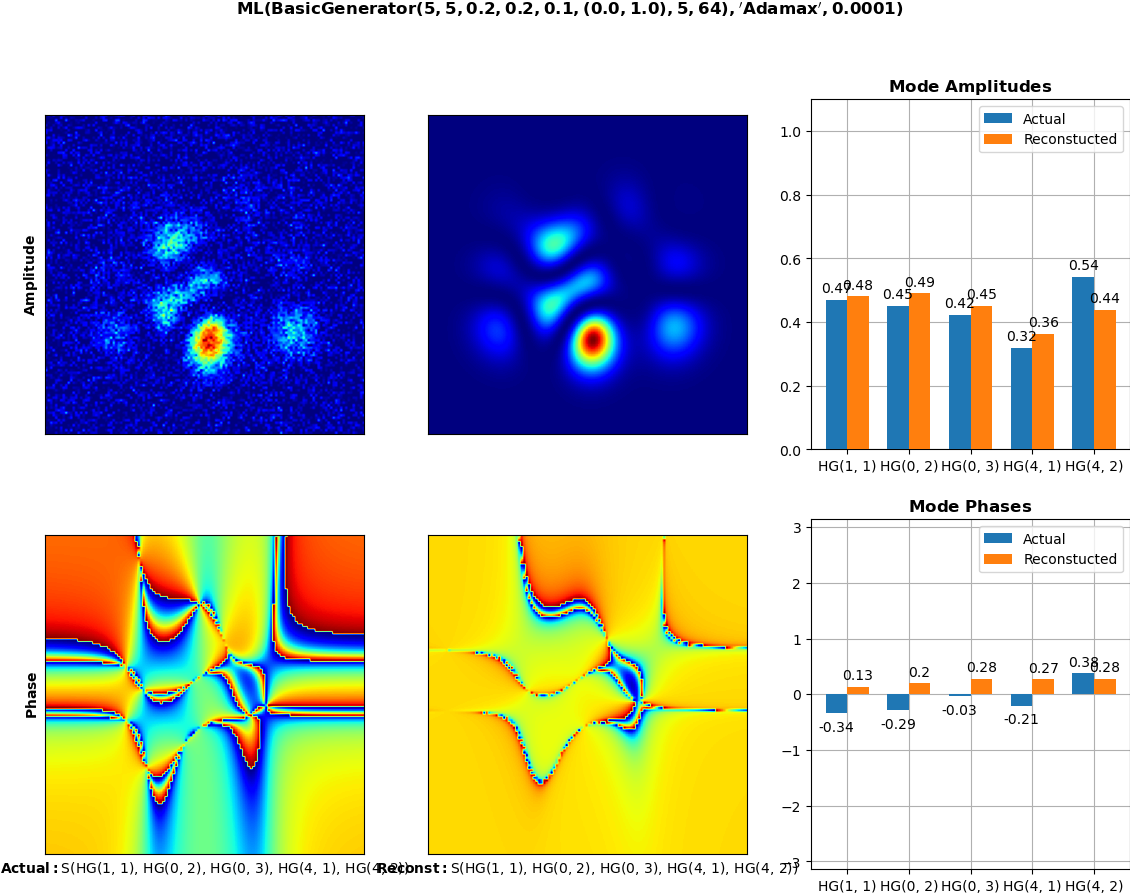 ML(BasicGenerator(5, 5, 0.2, 0.2, 0.1, (0.0, 1.0), 5, 64), 'Adamax', 0.0001)
Mode Amplitudes
Actual
Reconstucted
1.0
0.8
0.6
0.4
0.2
0.0
0.47
0.48
0.45
0.49
0.42
0.45
0.32
0.36
0.54
0.44
HG(1, 1) HG(0, 2) HG(0, 3) HG(4, 1) HG(4, 2)
Amplitude
Mode Phases
Actual
Reconstucted
3
2
1
0
−1
−2
−3
-0.34
0.13
-0.29
0.2
-0.03
0.28
-0.21
0.27
0.38
0.28
HG(1, 1) HG(0, 2) HG(0, 3) HG(4, 1) HG(4, 2)
Phase
Actual: S(HG(1, 1), HG(0, 2), HG(0, 3), HG(4, 1), HG(4, 2))
Reconst: S(HG(1, 1), HG(0, 2), HG(0, 3), HG(4, 1), HG(4, 2))